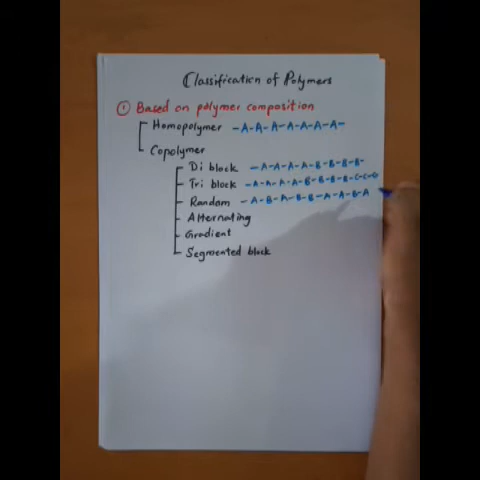 Classification of Polymers
① Based on polymer composition
Homopolymer -A-A-A-A-A-A-A-
Copolymer
Di block -A-A-A-A-B-B-B-B-
Tri block -A-A-A-A-B-B-B-B-C-C-C
Random -A-B-A-B-B-A-A-B-A
Alternating
Gradient
Segmented block